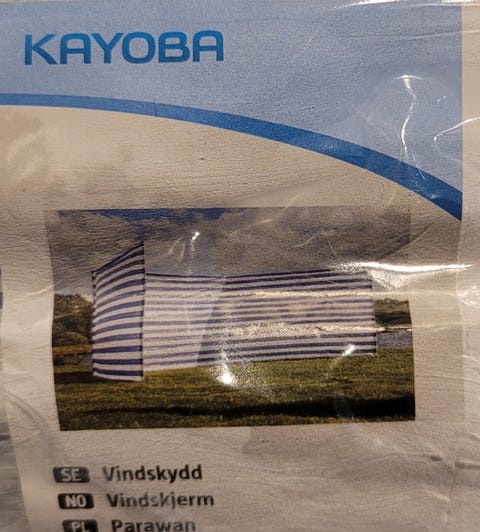 KAYOBA
SE Vindskydd
NO Vindskjerm
PL Parawan